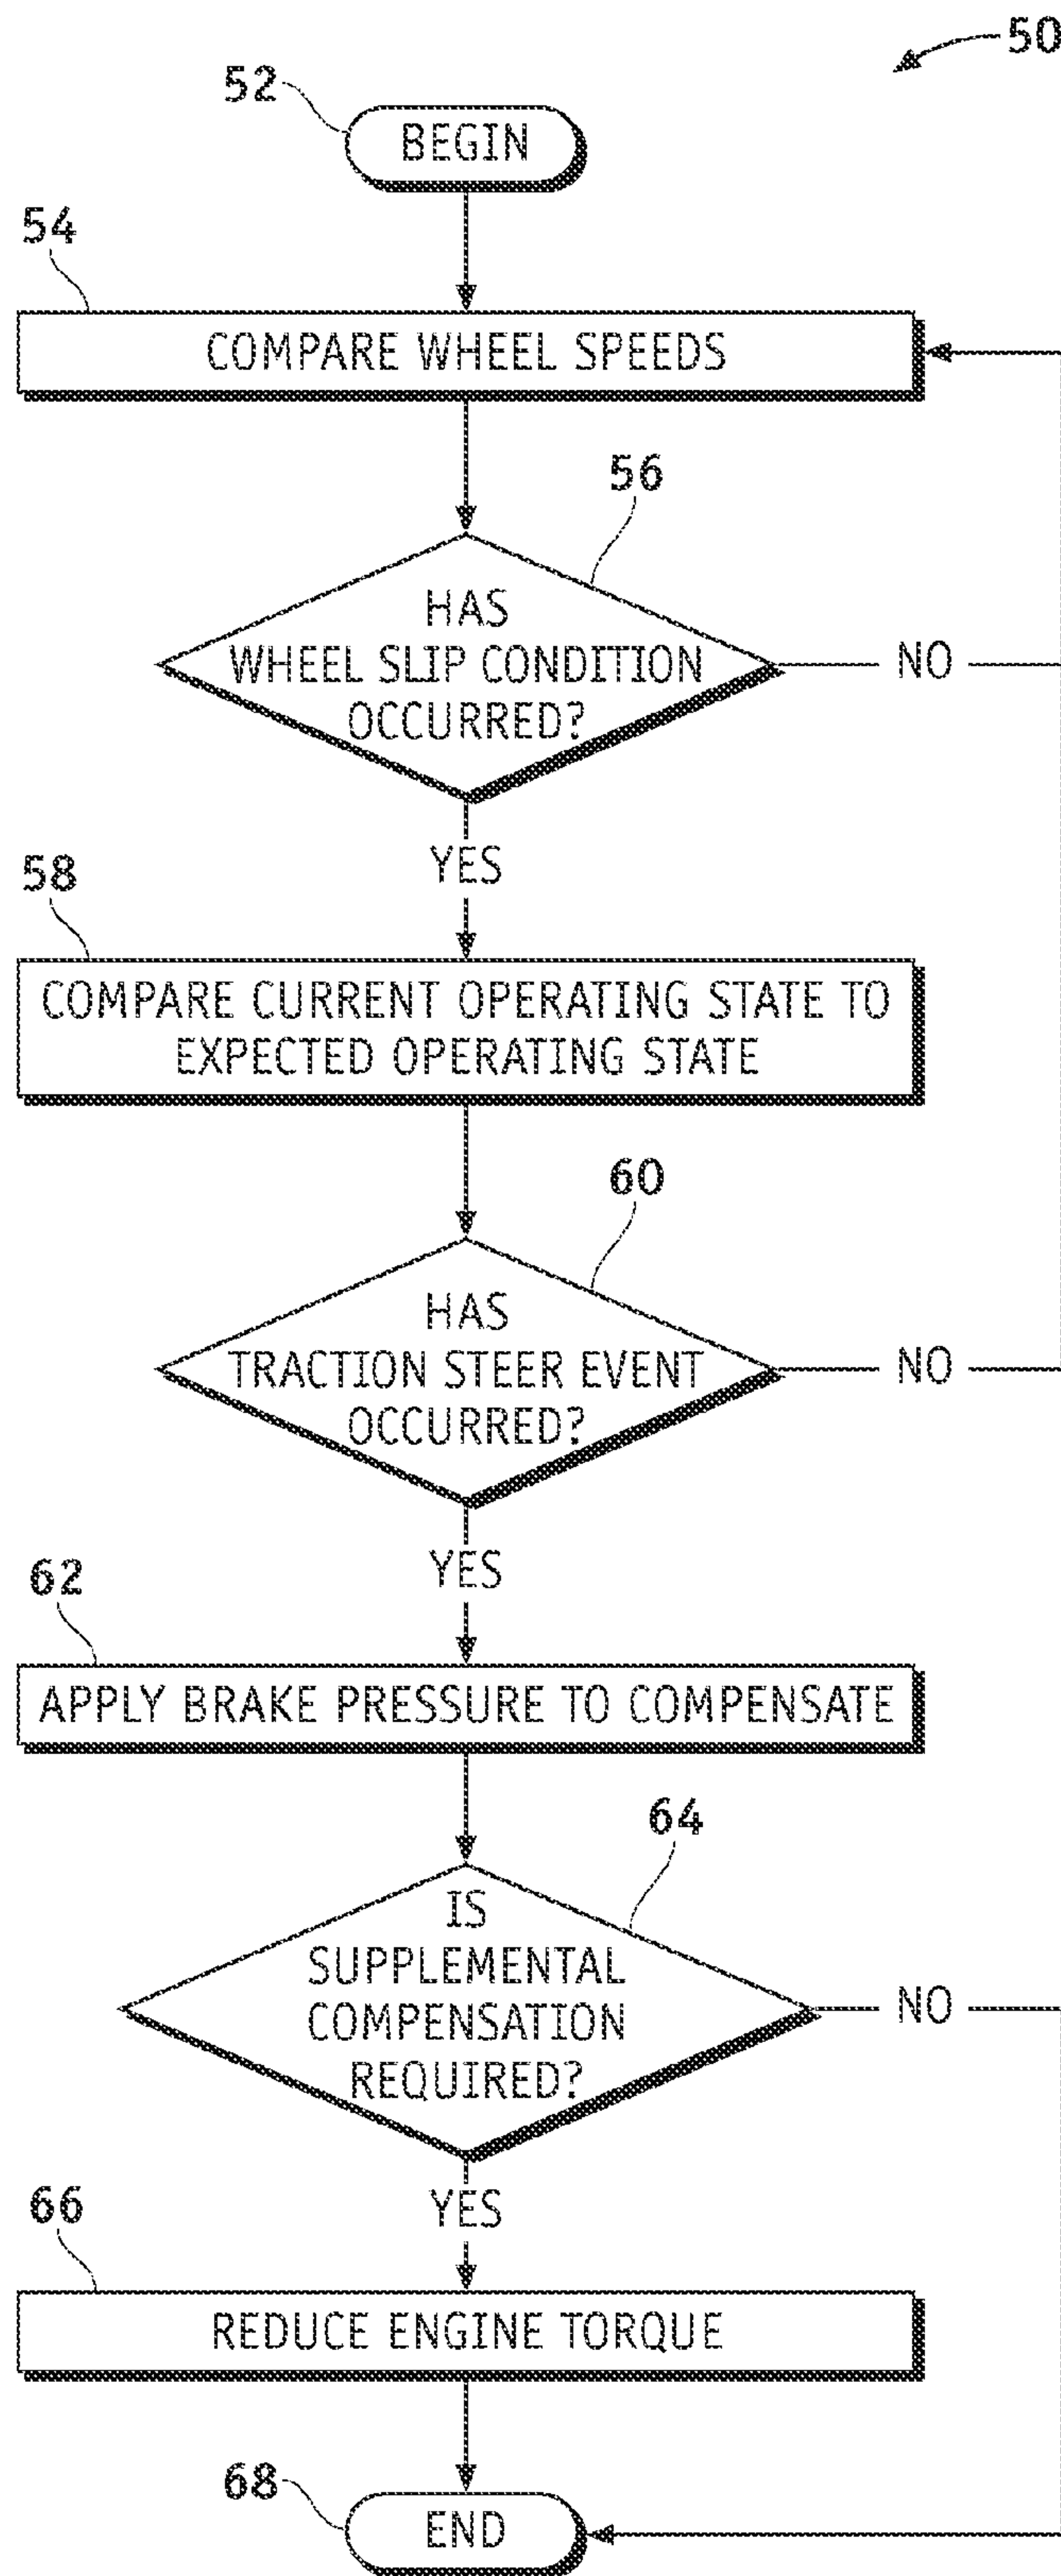 50
52
BEGIN
54
COMPARE WHEEL SPEEDS
56
HAS
WHEEL SLIP CONDITION
OCCURRED?
NO
YES
58
COMPARE CURRENT OPERATING STATE TO
EXPECTED OPERATING STATE
60
HAS
TRACTION STEER EVENT
OCCURRED?
NO
YES
62
APPLY BRAKE PRESSURE TO COMPENSATE
64
IS
SUPPLEMENTAL
COMPENSATION
REQUIRED?
NO
YES
66
REDUCE ENGINE TORQUE
68
END